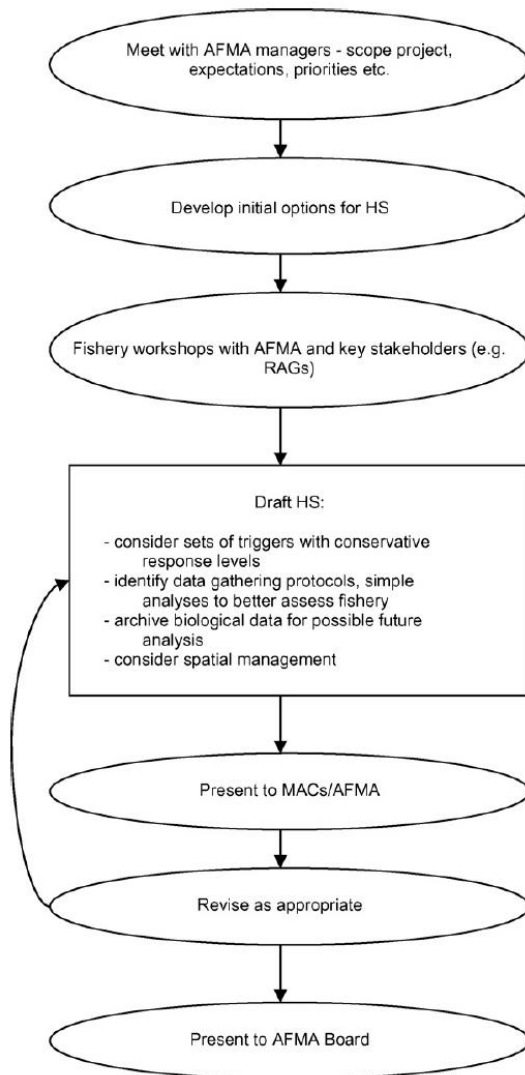 Meet with AFMA managers - scope project,
expectations, priorities etc.
Develop initial options for HS
Fishery workshops with AFMA and key stakeholders (e.g.
RAGs)
Draft HS:
- consider sets of triggers with conservative
response levels
- identify data gathering protocols, simple
analyses to better assess fishery
- archive biological data for possible future
analysis
- consider spatial management
Present to MACs/AFMA
Revise as appropriate
Present to AFMA Board